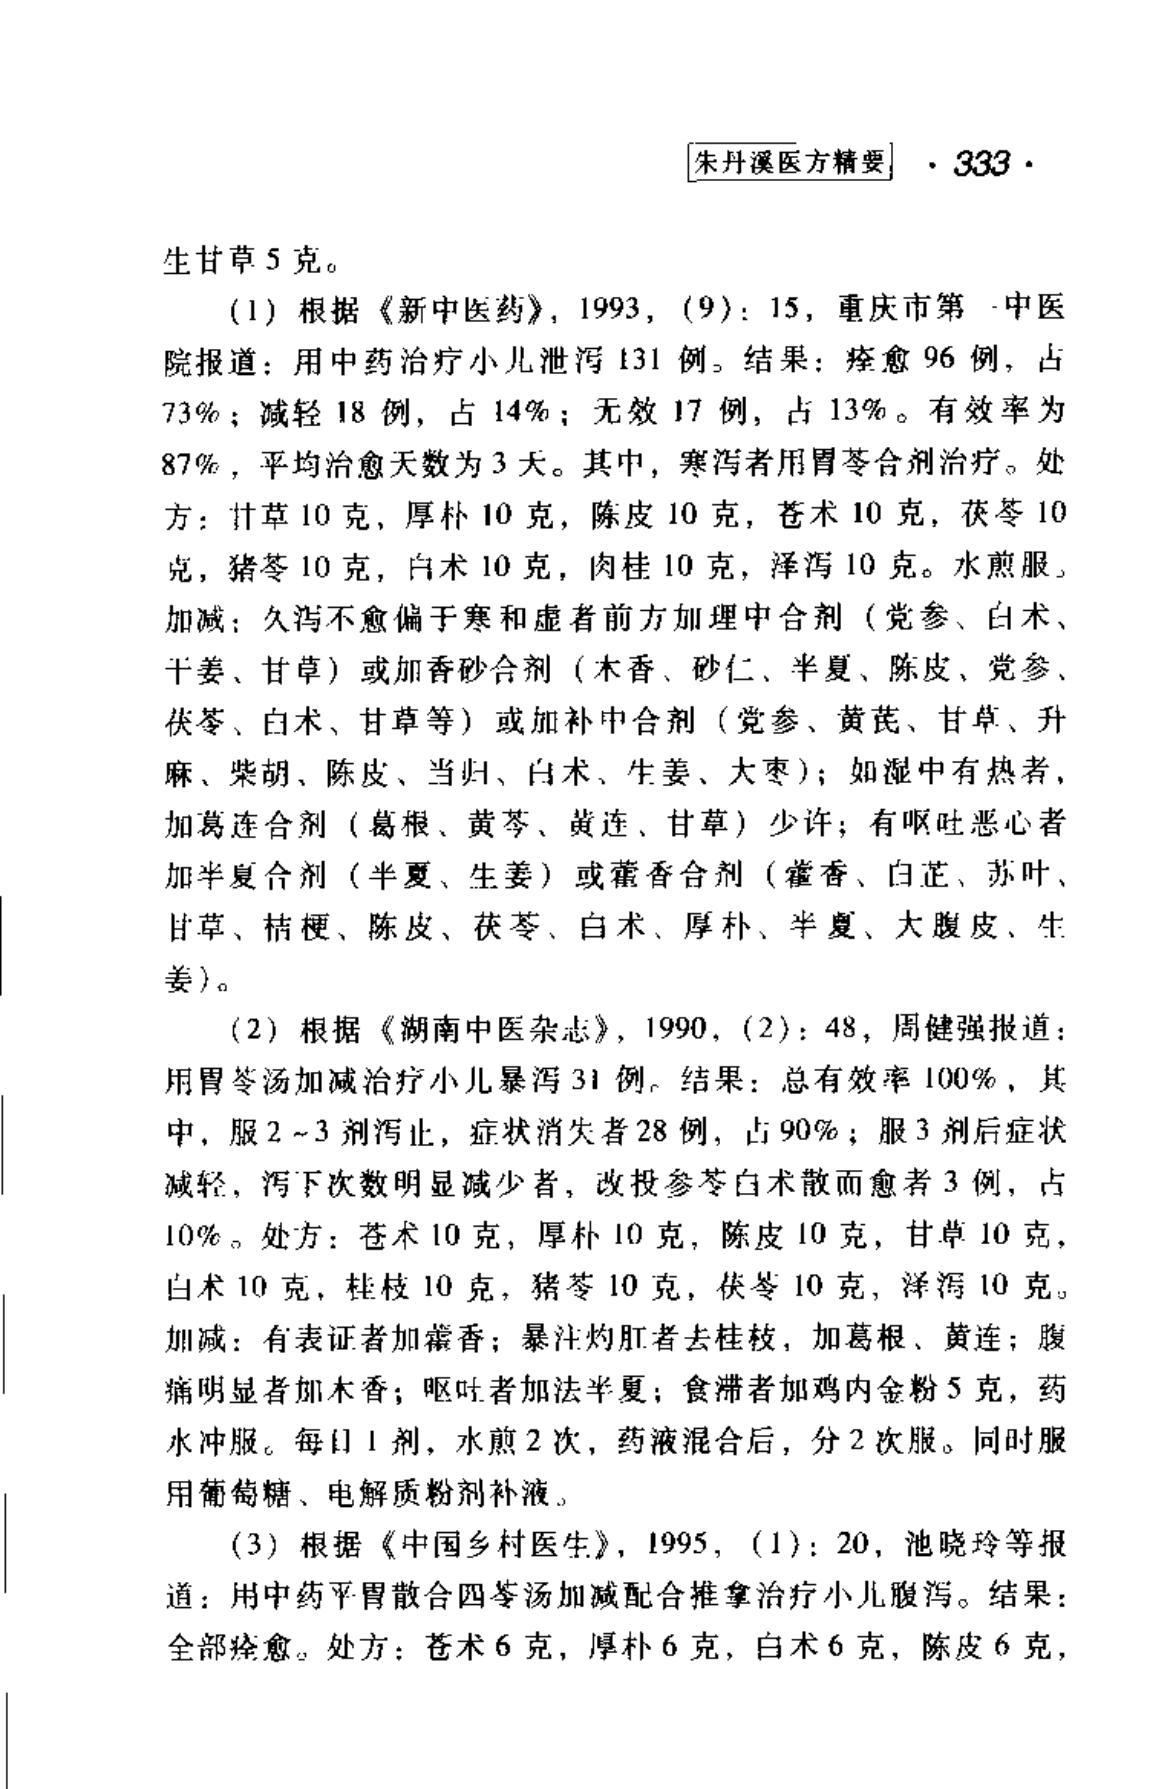 朱丹溪医方精要 · 333 ·
生甘草 5 克。
(1) 根据《新中医药》，1993，(9)：15，重庆市第一中医
院报道：用中药治疗小儿泄泻 131 例。结果：痊愈 96 例，占
73%；减轻 18 例，占 14%；无效 17 例，占 13%。有效率为
87%，平均治愈天数为 3 天。其中，寒泻者用胃苓合剂治疗。处
方：甘草 10 克，厚朴 10 克，陈皮 10 克，苍术 10 克，茯苓 10
克，猪苓 10 克，白术 10 克，肉桂 10 克，泽泻 10 克。水煎服。
加减：久泻不愈偏于寒和虚者前方加理中合剂（党参、白术、
干姜、甘草）或加香砂合剂（木香、砂仁、半夏、陈皮、党参、
茯苓、白术、甘草等）或加补中合剂（党参、黄芪、甘草、升
麻、柴胡、陈皮、当归、白术、生姜、大枣）；如湿中有热者，
加葛连合剂（葛根、黄芩、黄连、甘草）少许；有呕吐恶心者
加半夏合剂（半夏、生姜）或藿香合剂（藿香、白芷、苏叶、
甘草、桔梗、陈皮、茯苓、白术、厚朴、半夏、大腹皮、生
姜）。
(2) 根据《湖南中医杂志》，1990，(2)：48，周健强报道：
用胃苓汤加减治疗小儿暴泻 31 例。结果：总有效率 100%，其
中，服 2～3 剂泻止，症状消失者 28 例，占 90%；服 3 剂后症状
减轻，泻下次数明显减少者，改投参苓白术散而愈者 3 例，占
10%。处方：苍术 10 克，厚朴 10 克，陈皮 10 克，甘草 10 克，
白术 10 克，桂枝 10 克，猪苓 10 克，茯苓 10 克，泽泻 10 克。
加减：有表证者加藿香；暴注灼肛者去桂枝，加葛根、黄连；腹
痛明显者加木香；呕吐者加法半夏；食滞者加鸡内金粉 5 克，药
水冲服。每日 1 剂，水煎 2 次，药液混合后，分 2 次服。同时服
用葡萄糖、电解质粉剂补液。
(3) 根据《中国乡村医生》，1995，(1)：20，池晓玲等报
道：用中药平胃散合四苓汤加减配合推拿治疗小儿腹泻。结果：
全部痊愈。处方：苍术 6 克，厚朴 6 克，白术 6 克，陈皮 6 克，